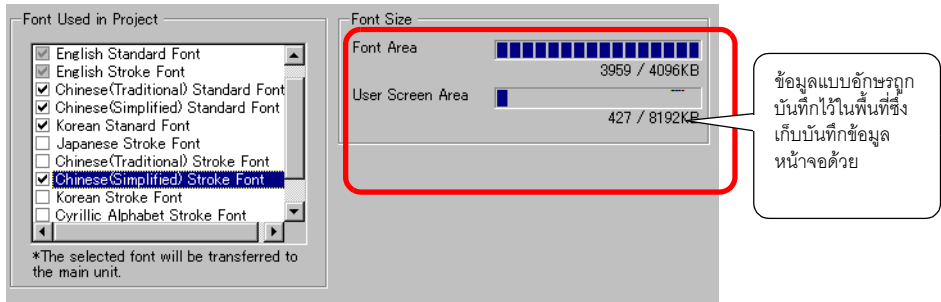 Font Used in Project
English Standard Font
English Stroke Font
Chinese(Traditional) Standard Font
Chinese(Simplified) Standard Font
Korean Stanard Font
Japanese Stroke Font
Chinese(Traditional) Stroke Font
Chinese(Simplified) Stroke Font
Korean Stroke Font
Cyrillic Alphabet Stroke Font
*The selected font will be transferred to
the main unit.
Font Size
Font Area
3959 / 4096KB
User Screen Area
427 / 8192KB
ข้อมูลแบบอักษรถูก
บันทึกไว้ในพื้นที่ซึ่ง
เก็บบันทึกข้อมูล
หน้าจอด้วย